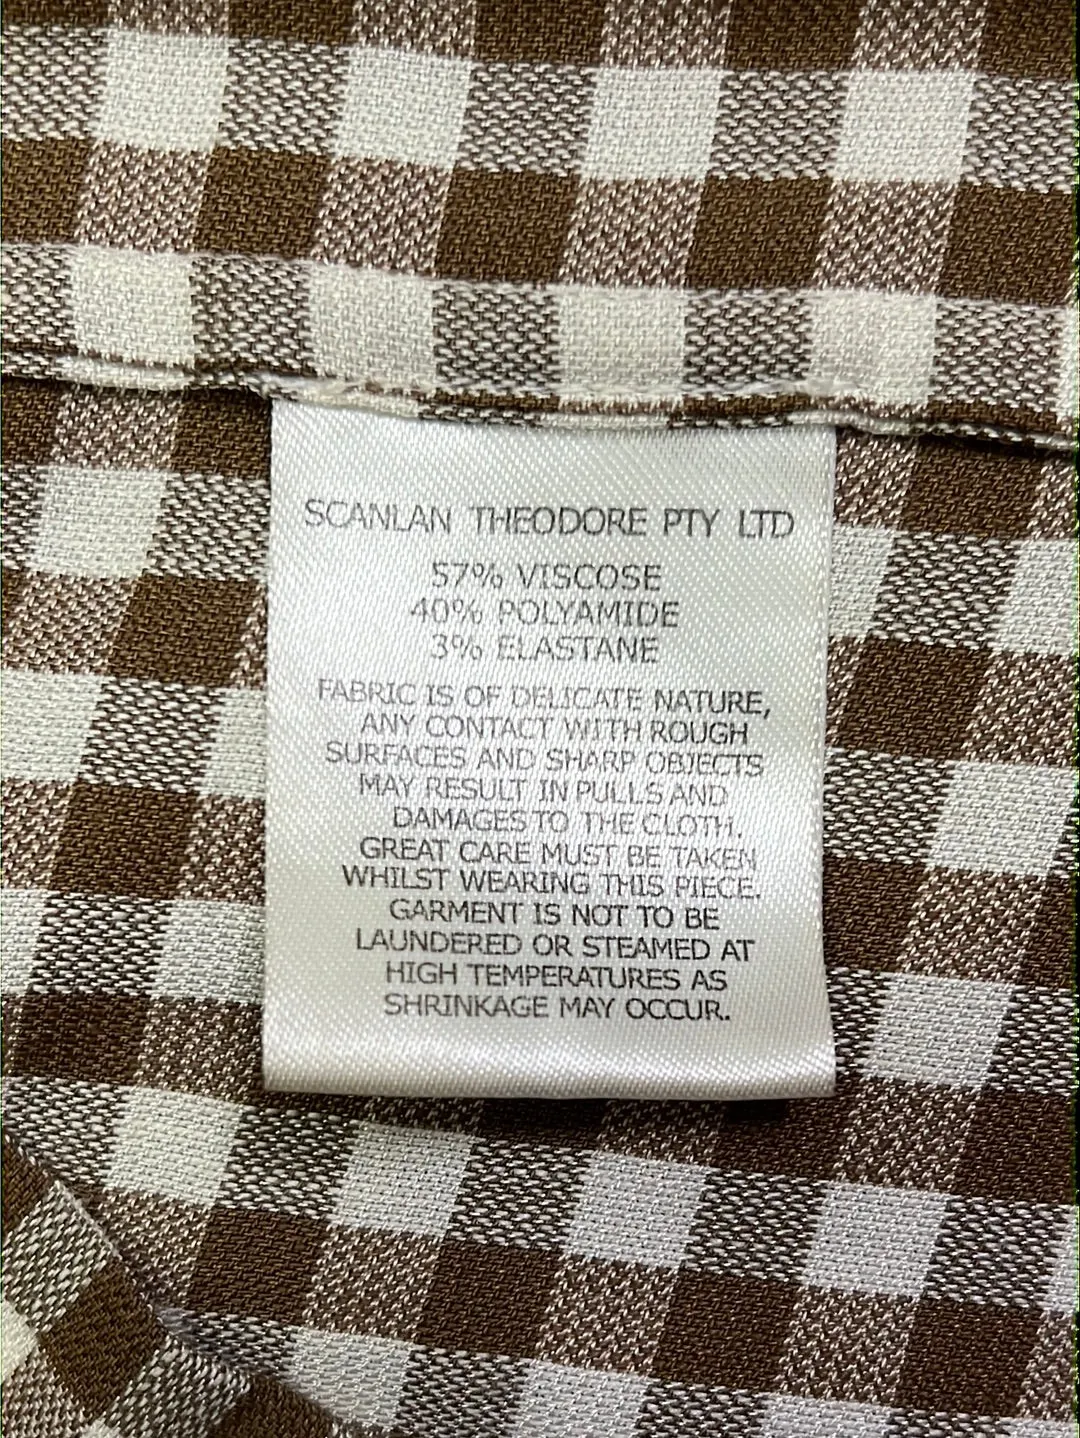 SCANLAN THEODORE PTY LTD
57% VISCOSE
40% POLYAMIDE
3% ELASTANE
FABRIC IS OF DELICATE NATURE,
ANY CONTACT WITH ROUGH
SURFACES AND SHARP OBJECTS
MAY RESULT IN PULLS AND
DAMAGES TO THE CLOTH.
GREAT CARE MUST BE TAKEN
WHILST WEARING THIS PIECE.
GARMENT IS NOT TO BE
LAUNDERED OR STEAMED AT
HIGH TEMPERATURES AS
SHRINKAGE MAY OCCUR.